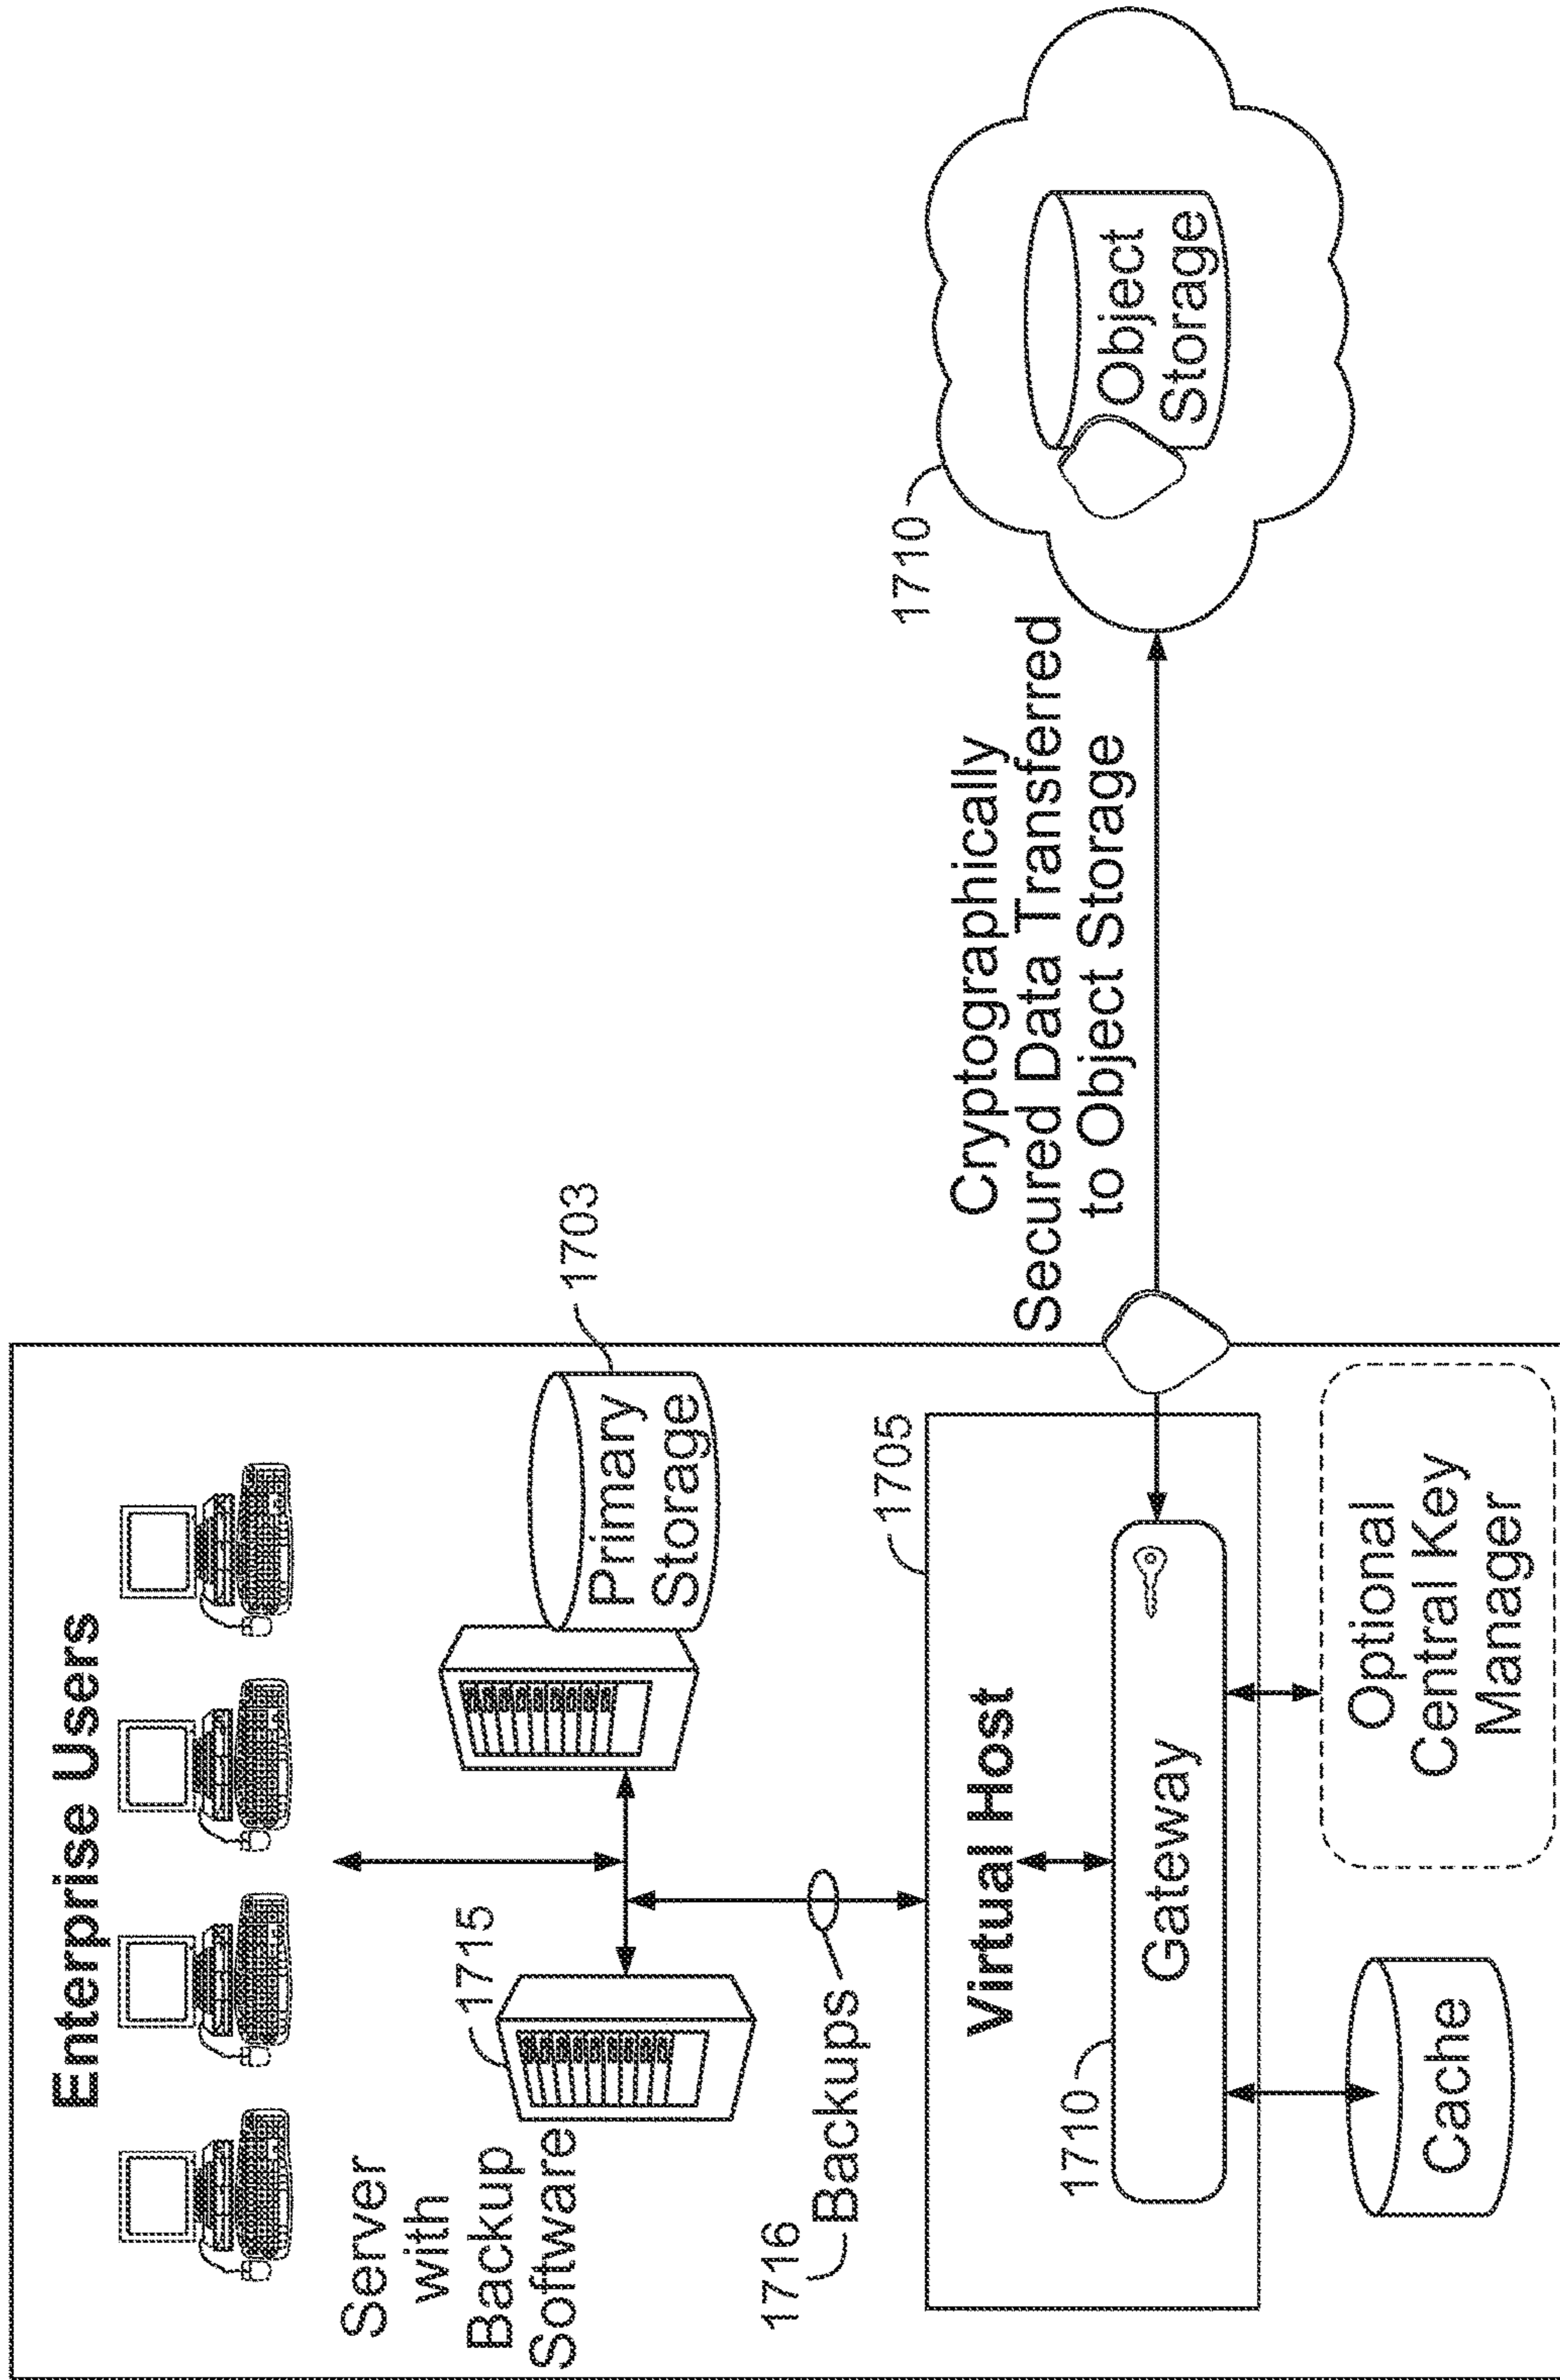 Enterprise Users
Server
with
Backup
Software
1715
Primary
Storage
1703
1716
Backups
Virtual Host
1705
1710
Gateway
Cache
Optional
Central Key
Manager
Cryptographically
Secured Data Transferred
to Object Storage
1710
Object
Storage